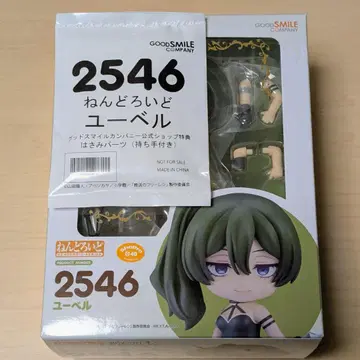 GOOD SMILE
COMPANY
2546
ねんどろいど
ユーベル
グッドスマイルカンパニー公式ショップ特典
はさみパーツ（持ち手付き）
NOT FOR SALE
MADE IN CHINA
ねんどろいど
2546
ユーベル